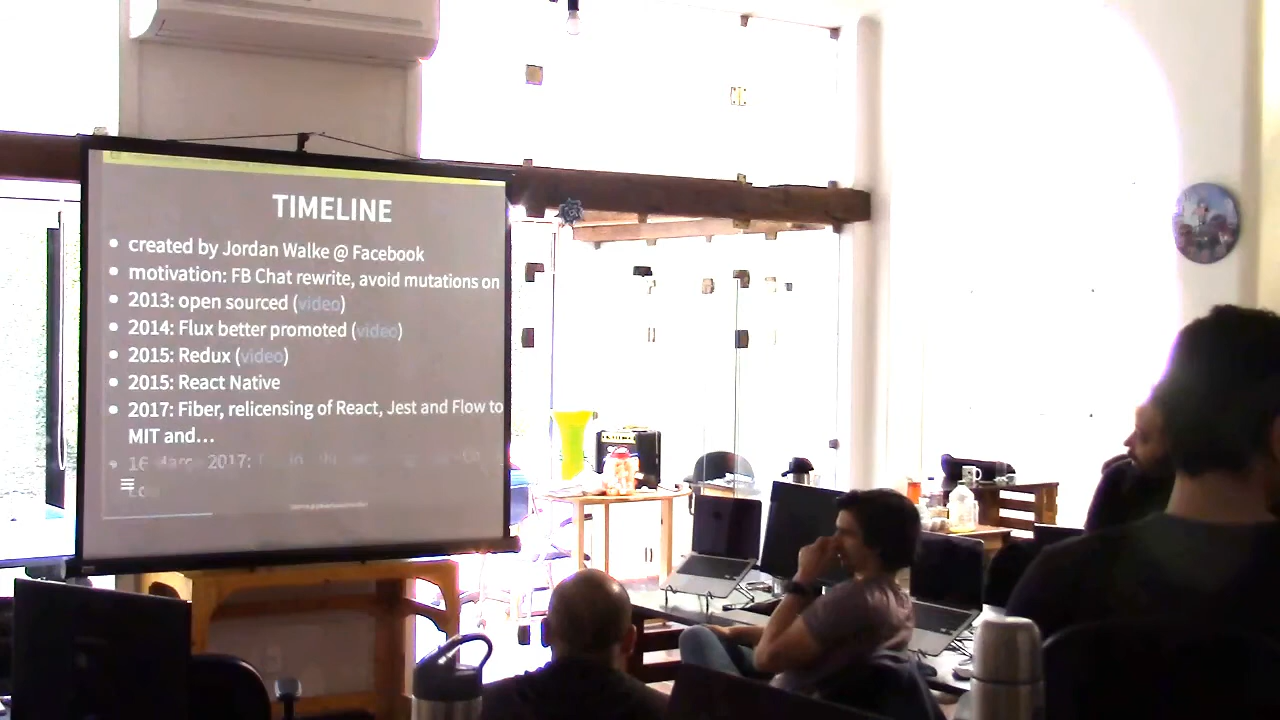 TIMELINE
• created by Jordan Walke @ Facebook
• motivation: FB Chat rewrite, avoid mutations on
• 2013: open sourced (video)
• 2014: Flux better promoted (video)
• 2015: Redux (video)
• 2015: React Native
• 2017: Fiber, relicensing of React, Jest and Flow to
MIT and...
• 16 2017: